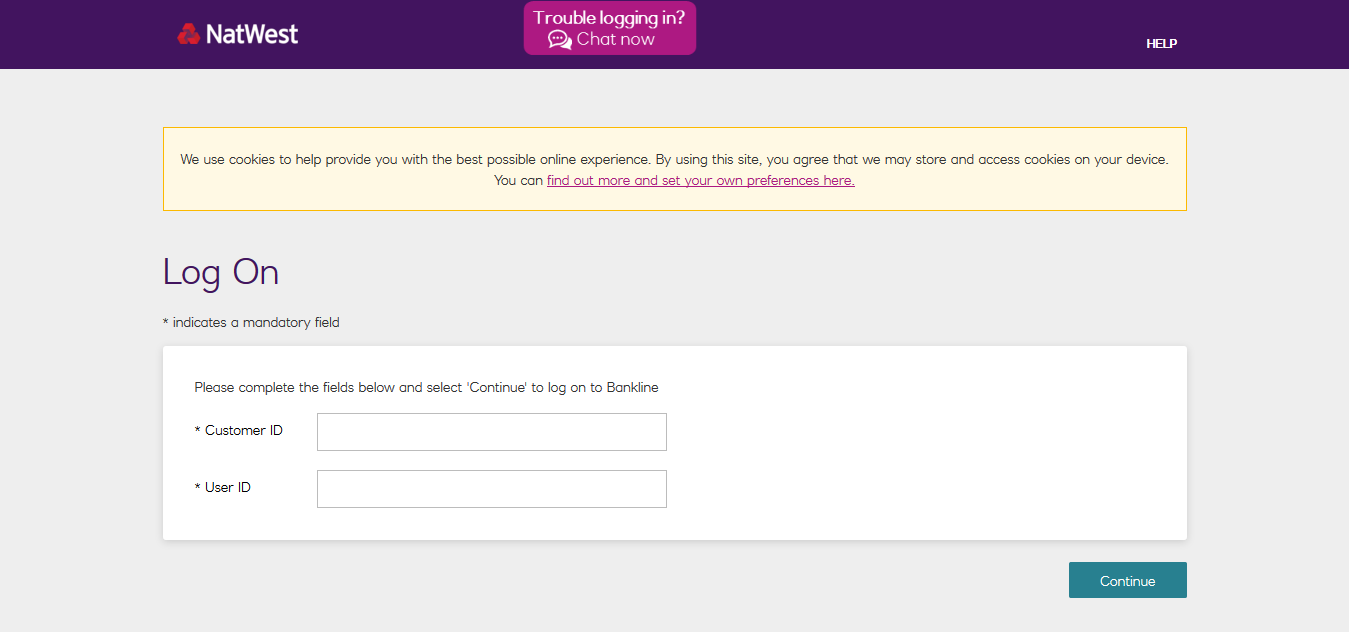 NatWest
Trouble logging in?
Chat now
HELP
We use cookies to help provide you with the best possible online experience. By using this site, you agree that we may store and access cookies on your device.
You can find out more and set your own preferences here.
Log On
* indicates a mandatory field
Please complete the fields below and select 'Continue' to log on to Bankline
* Customer ID
* User ID
Continue